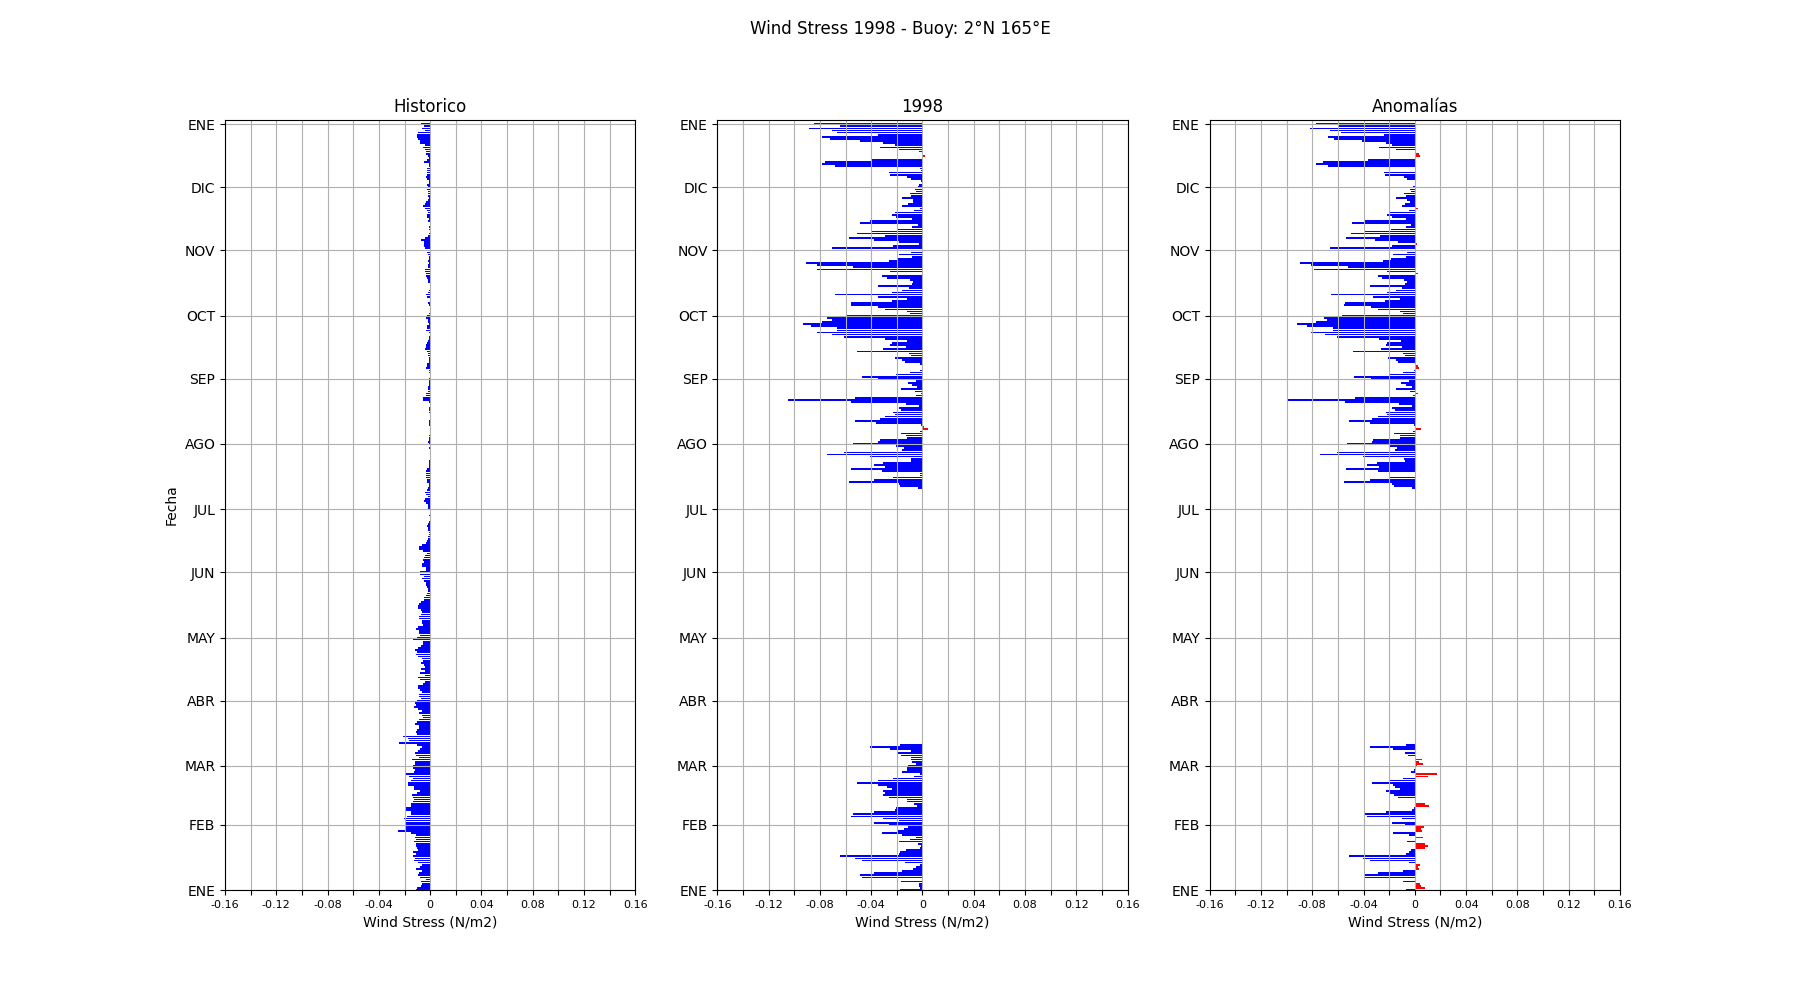 Wind Stress 1998 - Buoy: 2°N 165°E
Historico
1998
Anomalías
ENE
DIC
NOV
OCT
SEP
AGO
JUL
JUN
MAY
ABR
MAR
FEB
ENE
Fecha
-0.16 -0.12 -0.08 -0.04 0 0.04 0.08 0.12 0.16
Wind Stress (N/m2)
ENE
DIC
NOV
OCT
SEP
AGO
JUL
JUN
MAY
ABR
MAR
FEB
ENE
-0.16 -0.12 -0.08 -0.04 0 0.04 0.08 0.12 0.16
Wind Stress (N/m2)
ENE
DIC
NOV
OCT
SEP
AGO
JUL
JUN
MAY
ABR
MAR
FEB
ENE
-0.16 -0.12 -0.08 -0.04 0 0.04 0.08 0.12 0.16
Wind Stress (N/m2)